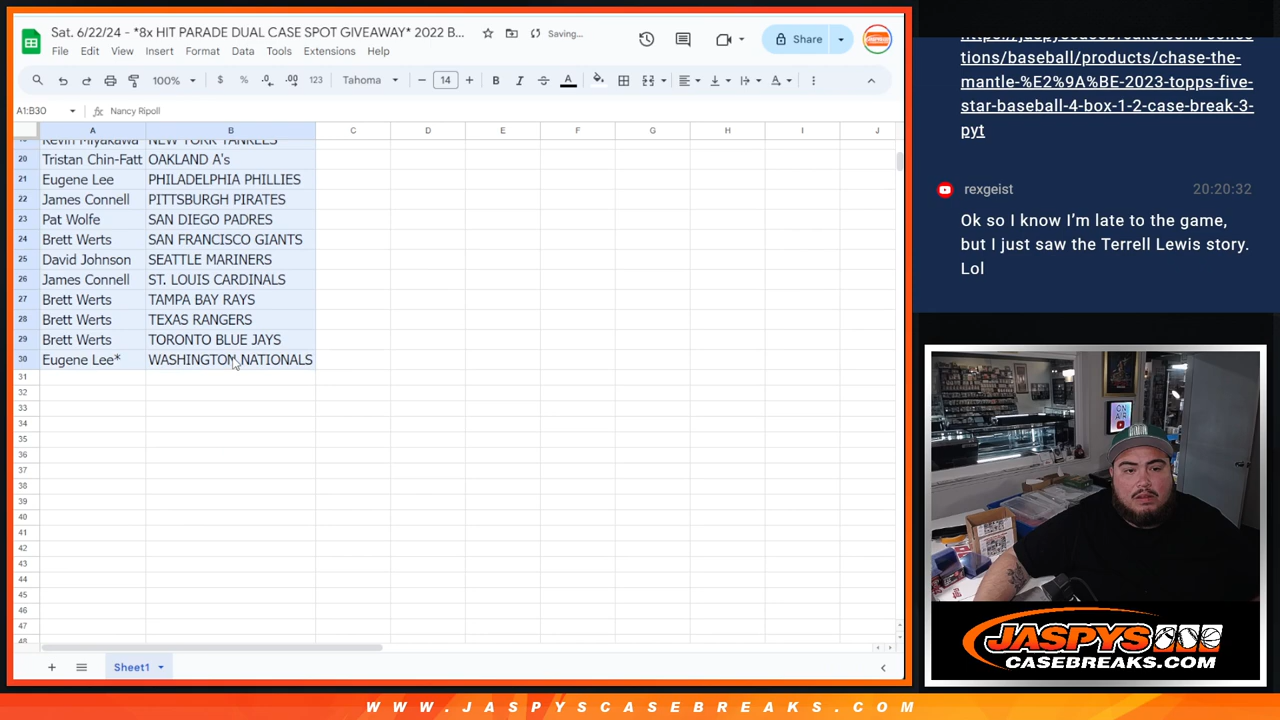 Sat. 6/22/24 - *8x HIT PARADE DUAL CASE SPOT GIVEAWAY* 2022 B...
Saving...
Share
File Edit View Insert Format Data Tools Extensions Help
100% $ % .0 .00 123 Tahoma 14 B I A
A1:B30 fx Nancy Ripoll
A B C D E F G H I J
Kevin Miyakawa NEW YORK YANKEES
20 Tristan Chin-Fatt OAKLAND A's
21 Eugene Lee PHILADELPHIA PHILLIES
22 James Connell PITTSBURGH PIRATES
23 Pat Wolfe SAN DIEGO PADRES
24 Brett Werts SAN FRANCISCO GIANTS
25 David Johnson SEATTLE MARINERS
26 James Connell ST. LOUIS CARDINALS
27 Brett Werts TAMPA BAY RAYS
28 Brett Werts TEXAS RANGERS
29 Brett Werts TORONTO BLUE JAYS
30 Eugene Lee* WASHINGTON NATIONALS
31
32
33
34
35
36
37
38
39
40
41
42
43
44
45
46
47
48
Sheet1
tions/baseball/products/chase-the-
mantle-%E2%9A%BE-2023-topps-five-
star-baseball-4-box-1-2-case-break-3-
pyt
rexgeist 20:20:32
Ok so I know I'm late to the game,
but I just saw the Terrell Lewis story.
Lol
ON
AIR
JASPYS
CASEBREAKS.COM
WWW.JASPYSCASEBREAKS.COM